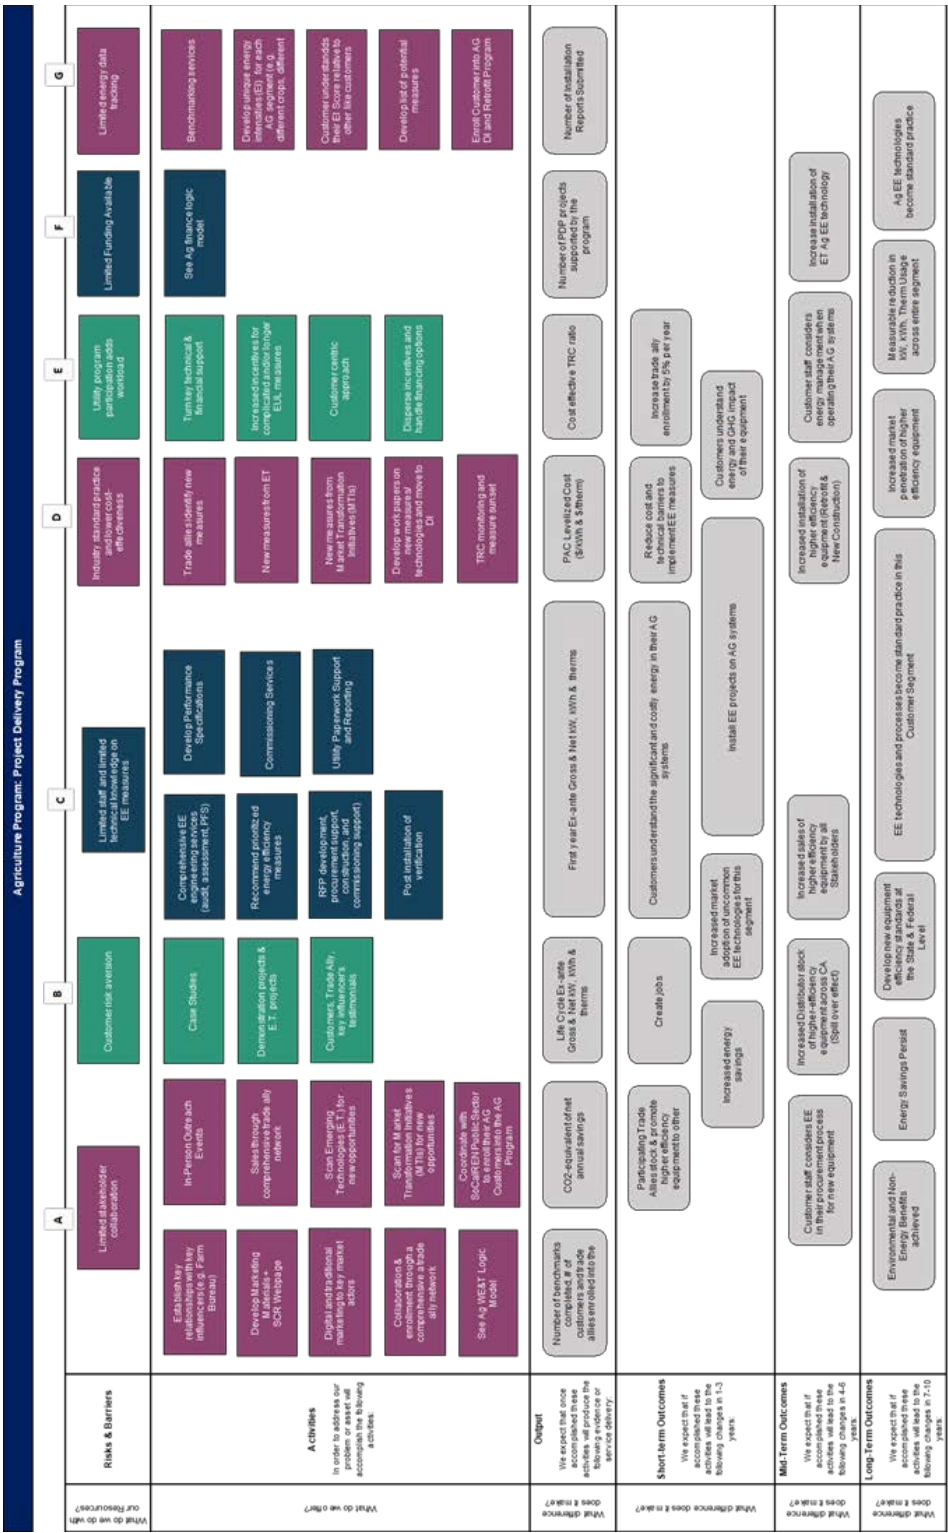 Agriculture Program: Project Delivery Program
A
B
C
D
E
F
G
What do we do with
our Resources?
Risks & Barriers
Limited stakeholder
collaboration
Customer risk aversion
Limited staff and limited
technical knowledge on
EE measures
Industry standard practice
and lower cost-
effectiveness
Utility program
participation adds
workload
Limited Funding Available
Limited energy data
tracking
What do we offer?
Activities
In order to address our
problem or asset will
accomplish the following
activities:
Establish key
relationships with key
influencers (e.g. Farm
Bureau)
In-Person Outreach
Events
Case Studies
Comprehensive EE
engineering services
(audit, assessment, PFS)
Develop Performance
Specifications
Trade allies identify new
measures
Turnkey technical &
financial support
See Ag finance logic
model
Benchmarking services
Develop Marketing
Materials +
SCR Webpage
Sales through
comprehensive trade ally
network
Demonstration projects &
E.T. projects
Recommend prioritized
energy efficiency
measures
Commissioning Services
New measures from ET
Increased incentives for
complicated and/or longer
EUL measures
Develop unique energy
intensities (EI) for each
AG segment (e.g.
different crops, different
Digital and traditional
marketing to key market
actors
Scan Emerging
Technologies (E.T.) for
new opportunities
Customers, Trade Ally,
key influencers
testimonials
RFP development,
procurement support,
construction, and
commissioning support)
Utility Paperwork Support
and Reporting
New measures from
Market Transformation
Initiatives (MTIs)
Customer centric
approach
Customer understands
their EI Score relative to
other like customers
Collaboration &
enrollment through a
comprehensive a trade
ally network
Scan for Market
Transformation Initiatives
(MTIs) for new
opportunities
Post installation of
verification
Develop work papers on
new measures/
technologies and move to
DI
Disperse incentives and
handle financing options
Develop list of potential
measures
See Ag WE&T Logic
Model
Coordinate with
SoCalREN Public Sector
to enroll their AG
Customers into the AG
Program
TRC monitoring and
measure sunset
Enroll Customer into AG
DI and Retrofit Program
What difference
does it make?
Output
We expect that once
accomplished these
activities will produce the
following evidence or
service delivery:
Number of benchmarks
completed, # of
customers and trade
allies enrolled into the
CO2-equivalent of net
annual savings
Life Cycle Ex-ante
Gross & Net kW, kWh &
therms
First year Ex-ante Gross & Net kW, kWh & therms
PAC Levelized Cost
($/kWh & $/therm)
Cost effective TRC ratio
Number of PDP projects
supported by the
program
Number of Installation
Reports Submitted
What difference does it make?
Short-term Outcomes
We expect that if
accomplished these
activities will lead to the
following changes in 1-3
years:
Participating Trade
Allies stock & promote
higher efficiency
equipment to other
Create jobs
Customers understand the significant and costly energy in their AG
systems
Reduce cost and
technical barriers to
implement EE measures
Increase trade ally
enrollment by 5% per year
Increased energy
savings
Increased market
adoption of uncommon
EE technologies for this
segment
Install EE projects on AG systems
Customers understand
energy and GHG impact
of their equipment
What difference
does it make?
Mid-Term Outcomes
We expect that if
accomplished these
activities will lead to the
following changes in 4-6
years:
Customer staff considers EE
in their procurement process
for new equipment
Increased Distributor stock
of higher-efficiency
equipment across CA
(Spill over effect)
Increased sales of
higher efficiency
equipment by all
Stakeholders
Increased installation of
higher efficiency
equipment (Retrofit &
New Construction)
Customer staff considers
energy management when
operating their AG systems
Increase installation of
ET Ag EE technology
What difference
does it make?
Long-Term Outcomes
We expect that if
accomplished these
activities will lead to the
following changes in 7-10
years:
Environmental and Non-
Energy Benefits
achieved
Energy Savings Persist
Develop new equipment
efficiency standards at
the State & Federal
Level
EE technologies and processes become standard practice in this
Customer Segment
Increased market
penetration of higher
efficiency equipment
Measurable reduction in
kW, kWh, Therm Usage
across entire segment
Ag EE technologies
become standard practice